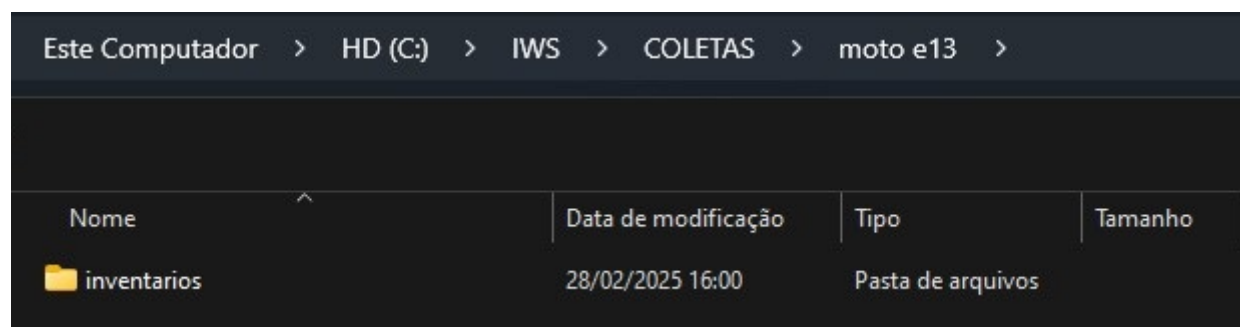 Este Computador > HD (C:) > IWS > COLETAS > moto e13 >
Nome Data de modificação Tipo Tamanho
inventarios 28/02/2025 16:00 Pasta de arquivos